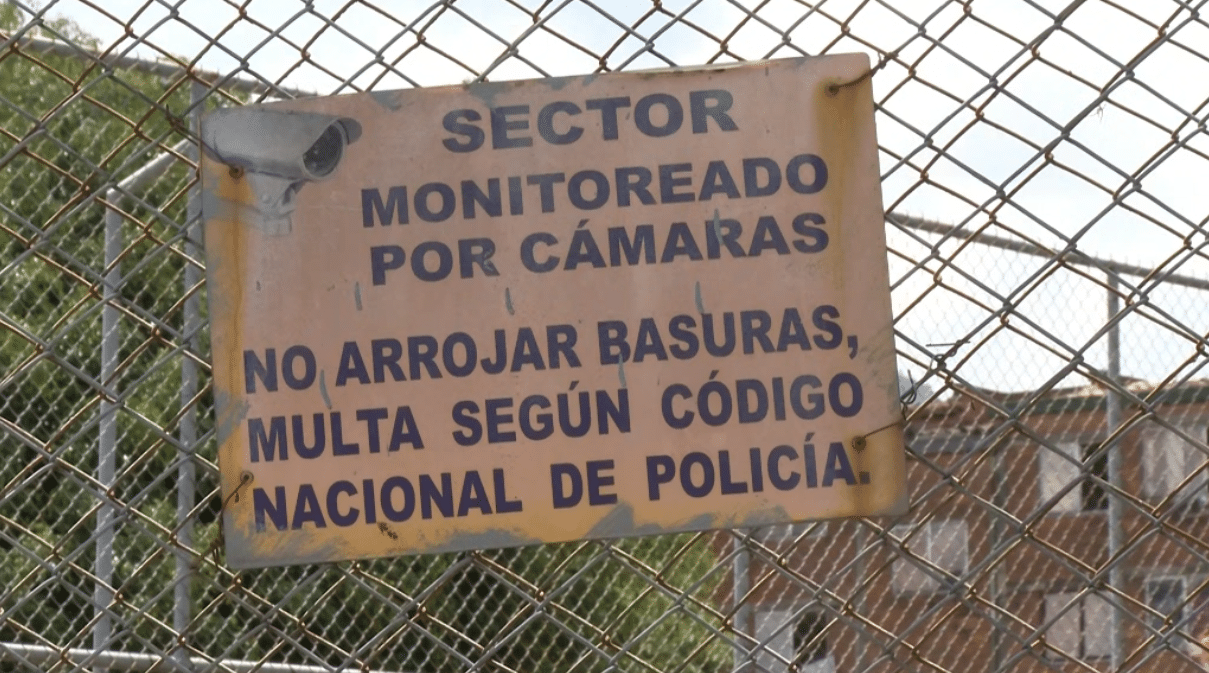 SECTOR
MONITOREADO
POR CÁMARAS
NO ARROJAR BASURAS,
MULTA SEGÚN CÓDIGO
NACIONAL DE POLICÍA.